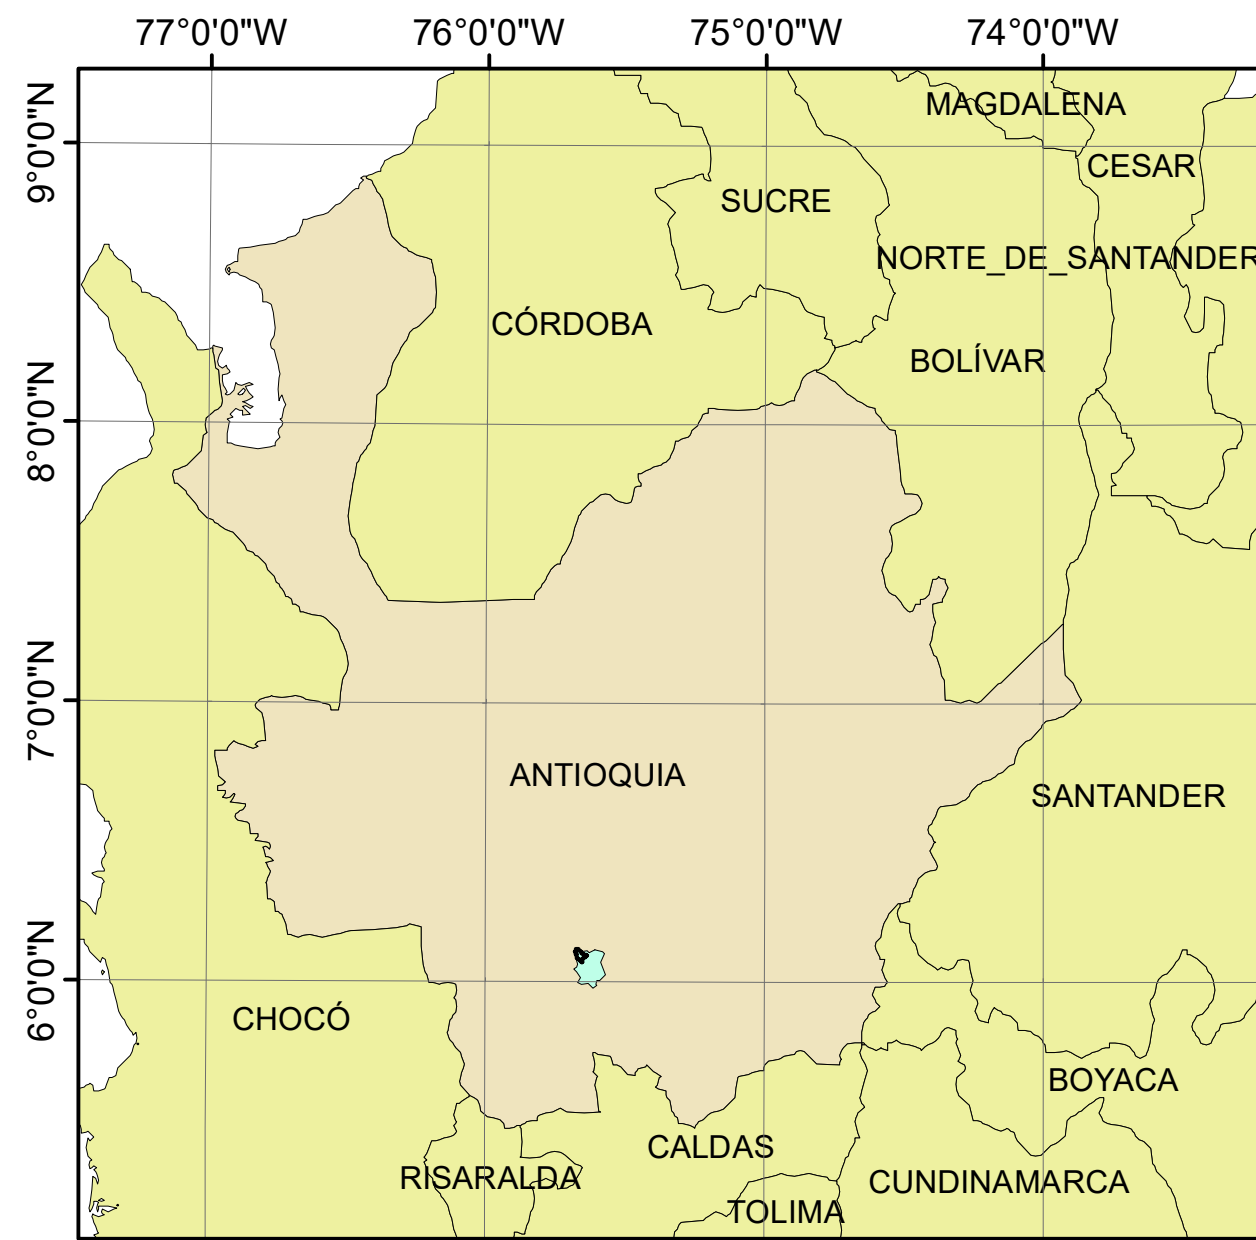 77°0'0"W 76°0'0"W 75°0'0"W 74°0'0"W
9°0'0"N
8°0'0"N
7°0'0"N
6°0'0"N
MAGDALENA
CESAR
SUCRE
NORTE_DE_SANTANDER
CÓRDOBA
BOLÍVAR
ANTIOQUIA
SANTANDER
CHOCÓ
BOYACA
CALDAS
RISARALDA
CUNDINAMARCA
TOLIMA